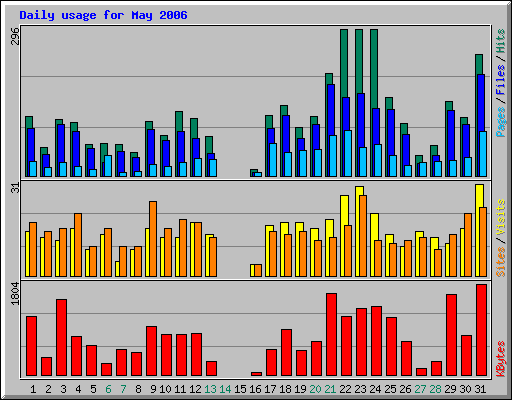 Daily usage for May 2006
296
Pages / Files / Hits
31
Sites / Visits
1804
KBytes
1 2 3 4 5 6 7 8 9 10 11 12 13 14 15 16 17 18 19 20 21 22 23 24 25 26 27 28 29 30 31